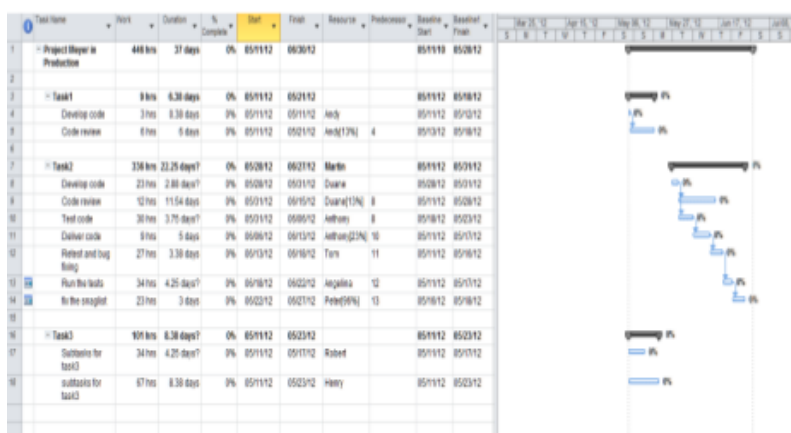 Task Name Work Duration % Complete Start Finish Resource Predecessor Baseline Start Baseline Finish
Mar 25, '12 Apr 15, '12 May 06, '12 May 27, '12 Jun 17, '12
S M T W T F S S M T W T F S S
1 Project Meyer in Production 446 hrs 37 days 0% 05/11/12 06/30/12 05/11/10 05/28/12
2
3 Task1 9 hrs 6.38 days 0% 05/11/12 05/21/12 05/11/12 05/18/12 0%
4 Develop code 3 hrs 0.38 days 0% 05/11/12 05/11/12 Andy 05/11/12 05/12/12 0%
5 Code review 6 hrs 6 days 0% 05/11/12 05/21/12 Andy[13%] 4 05/13/12 05/18/12 0%
6
7 Task2 336 hrs 22.25 days? 0% 05/28/12 06/27/12 Martin 05/11/12 05/31/12 0%
8 Develop code 23 hrs 2.88 days? 0% 05/28/12 05/31/12 Duane 05/28/12 05/31/12 0%
9 Code review 12 hrs 11.54 days 0% 05/31/12 06/15/12 Duane[13%] 8 05/11/12 05/28/12 0%
10 Test code 30 hrs 3.75 days? 0% 05/31/12 06/06/12 Anthony 8 05/18/12 05/23/12 0%
11 Deliver code 9 hrs 5 days 0% 06/06/12 06/13/12 Anthony[23%] 10 05/11/12 05/17/12 0%
12 Retest and bug fixing 27 hrs 3.38 days 0% 06/13/12 06/18/12 Tom 11 05/11/12 05/16/12 0%
13 Run the tests 34 hrs 4.25 days? 0% 06/18/12 06/22/12 Angelina 12 05/11/12 05/17/12 0%
14 fix the snaglist 23 hrs 3 days 0% 06/22/12 06/27/12 Peter[96%] 13 05/16/12 05/18/12 0%
15
16 Task3 101 hrs 8.38 days? 0% 05/11/12 05/23/12 05/11/12 05/23/12 0%
17 Subtasks for task3 34 hrs 4.25 days? 0% 05/11/12 05/17/12 Robert 05/11/12 05/17/12 0%
18 subtasks for task3 67 hrs 8.38 days 0% 05/11/12 05/23/12 Henry 05/11/12 05/23/12 0%